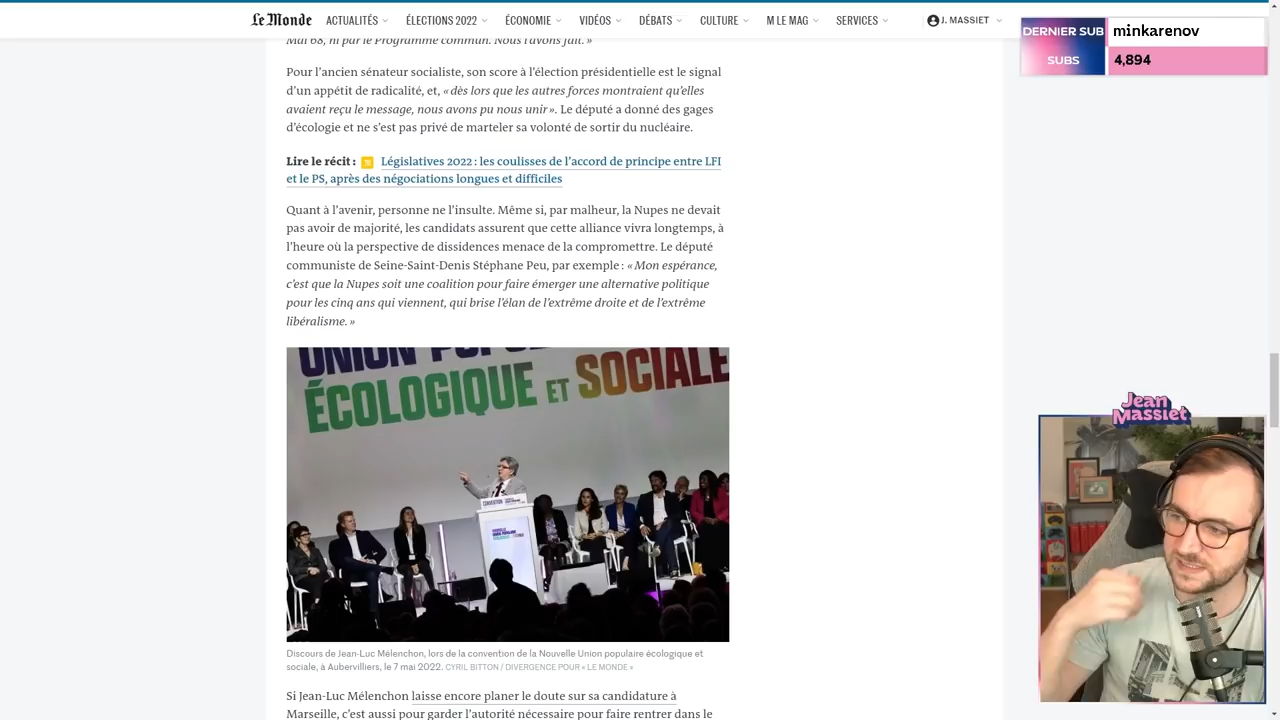 Le Monde
ACTUALITÉS
ÉLECTIONS 2022
ÉCONOMIE
VIDÉOS
DÉBATS
CULTURE
M LE MAG
SERVICES
J. MASSIET
DERNIER SUB
minkarenov
SUBS
4,894
Mai 68, ni par le Programme commun. Nous l’avons fait. »
Pour l’ancien sénateur socialiste, son score à l’élection présidentielle est le signal
d’un appétit de radicalité, et, « dès lors que les autres forces montraient qu’elles
avaient reçu le message, nous avons pu nous unir ». Le député a donné des gages
d’écologie et ne s’est pas privé de marteler sa volonté de sortir du nucléaire.
Lire le récit : Législatives 2022 : les coulisses de l’accord de principe entre LFI
et le PS, après des négociations longues et difficiles
Quant à l’avenir, personne ne l’insulte. Même si, par malheur, la Nupes ne devait
pas avoir de majorité, les candidats assurent que cette alliance vivra longtemps, à
l’heure où la perspective de dissidences menace de la compromettre. Le député
communiste de Seine-Saint-Denis Stéphane Peu, par exemple : « Mon espérance,
c’est que la Nupes soit une coalition pour faire émerger une alternative politique
pour les cinq ans qui viennent, qui brise l’élan de l’extrême droite et de l’extrême
libéralisme. »
UNION POPU
ÉCOLOGIQUE ET SOCIALE
CONVENTION
UNION POPULAIRE
Jean
Massiet
Discours de Jean-Luc Mélenchon, lors de la convention de la Nouvelle Union populaire écologique et
sociale, à Aubervilliers, le 7 mai 2022. CYRIL BITTON / DIVERGENCE POUR « LE MONDE »
Si Jean-Luc Mélenchon laisse encore planer le doute sur sa candidature à
Marseille, c’est aussi pour garder l’autorité nécessaire pour faire rentrer dans le